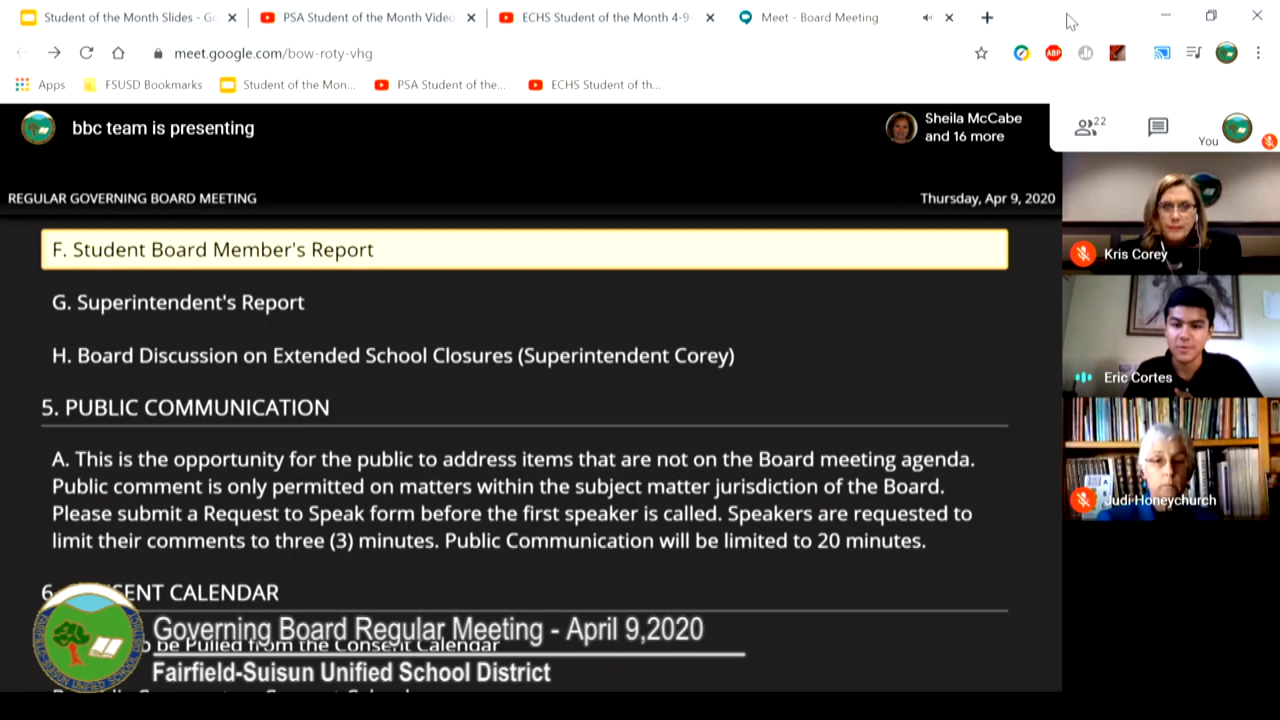 Student of the Month Slides - Go
PSA Student of the Month Video
ECHS Student of the Month 4-9-
Meet - Board Meeting
meet.google.com/bow-roty-vhg
ABP
Apps
FSUSD Bookmarks
Student of the Mon...
PSA Student of the...
ECHS Student of th...
bbc team is presenting
Sheila McCabe
and 16 more
22
You
REGULAR GOVERNING BOARD MEETING
Thursday, Apr 9, 2020
F. Student Board Member's Report
Kris Corey
G. Superintendent's Report
H. Board Discussion on Extended School Closures (Superintendent Corey)
Eric Cortes
5. PUBLIC COMMUNICATION
A. This is the opportunity for the public to address items that are not on the Board meeting agenda.
Public comment is only permitted on matters within the subject matter jurisdiction of the Board.
Judi Honeychurch
Please submit a Request to Speak form before the first speaker is called. Speakers are requested to
limit their comments to three (3) minutes. Public Communication will be limited to 20 minutes.
6. CALENDAR
Governing Board Regular Meeting - April 9,2020
be Pulled from the Consent Calendar
Fairfield-Suisun Unified School District